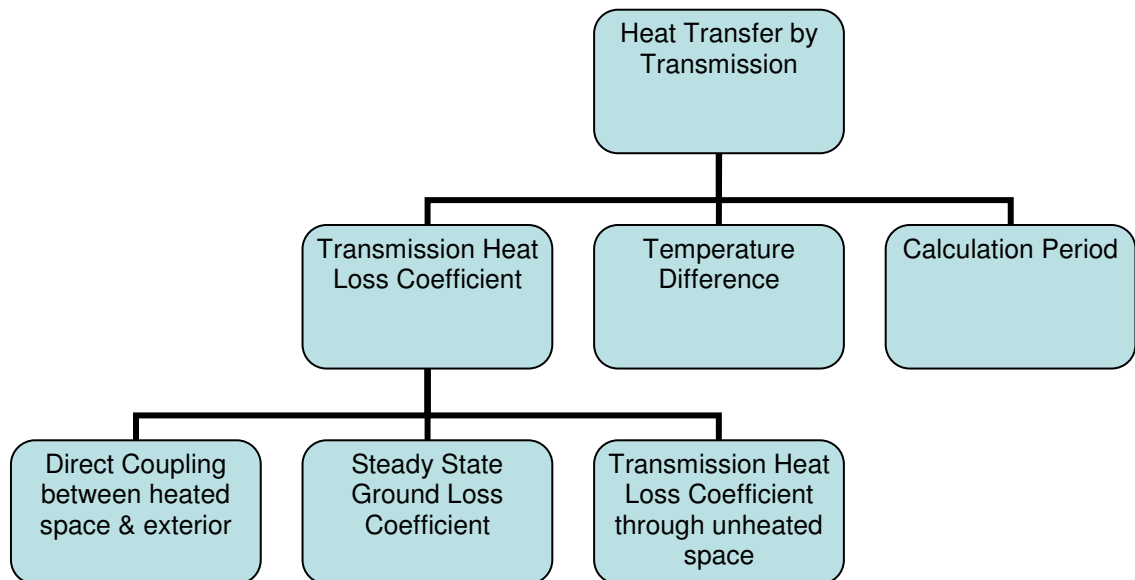 Heat Transfer by
Transmission
Transmission Heat
Loss Coefficient
Temperature
Difference
Calculation Period
Direct Coupling
between heated
space & exterior
Steady State
Ground Loss
Coefficient
Transmission Heat
Loss Coefficient
through unheated
space